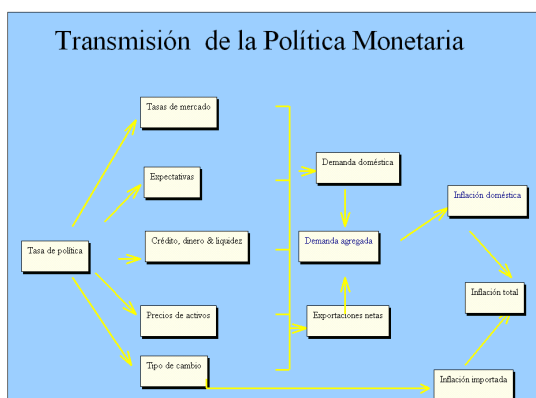 Transmisión de la Política Monetaria
Tasas de mercado
Expectativas
Crédito, dinero & liquidez
Tasa de política
Precios de activos
Tipo de cambio
Demanda doméstica
Demanda agregada
Exportaciones netas
Inflación doméstica
Inflación total
Inflación importada